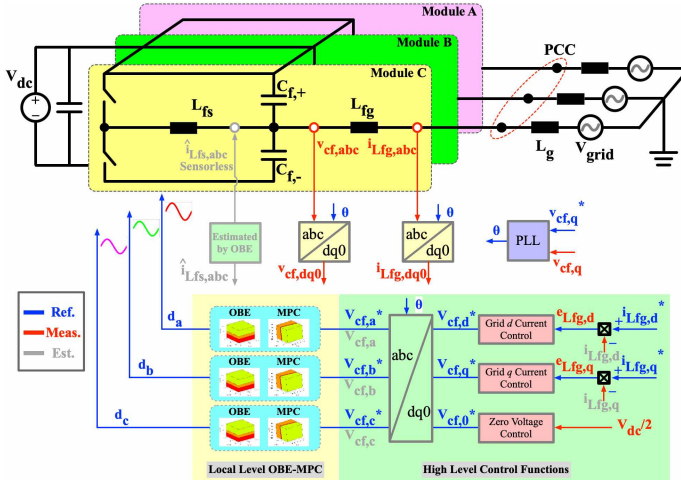 Module A
Module B
Module C
PCC
V_dc
C_f,+
L_fs
L_fg
î_Lfs,abc
Sensorless
v_cf,abc
i_Lfg,abc
C_f,-
L_g
V_grid
θ
θ
θ
v_cf,q*
Estimated
by OBE
abc
dq0
abc
dq0
PLL
v_cf,q
î_Lfs,abc
v_cf,dq0
i_Lfg,dq0
Ref.
Meas.
Est.
OBE MPC
OBE MPC
OBE MPC
d_a
d_b
d_c
θ
V_cf,a*
V_cf,a
V_cf,b*
V_cf,b
V_cf,c*
V_cf,c
abc
dq0
V_cf,d*
V_cf,q*
V_cf,0*
Grid d Current
Control
Grid q Current
Control
Zero Voltage
Control
e_Lfg,d
+
i_Lfg,d*
−
i_Lfg,d
e_Lfg,q
+
i_Lfg,q*
−
i_Lfg,q
V_dc/2
Local Level OBE-MPC
High Level Control Functions